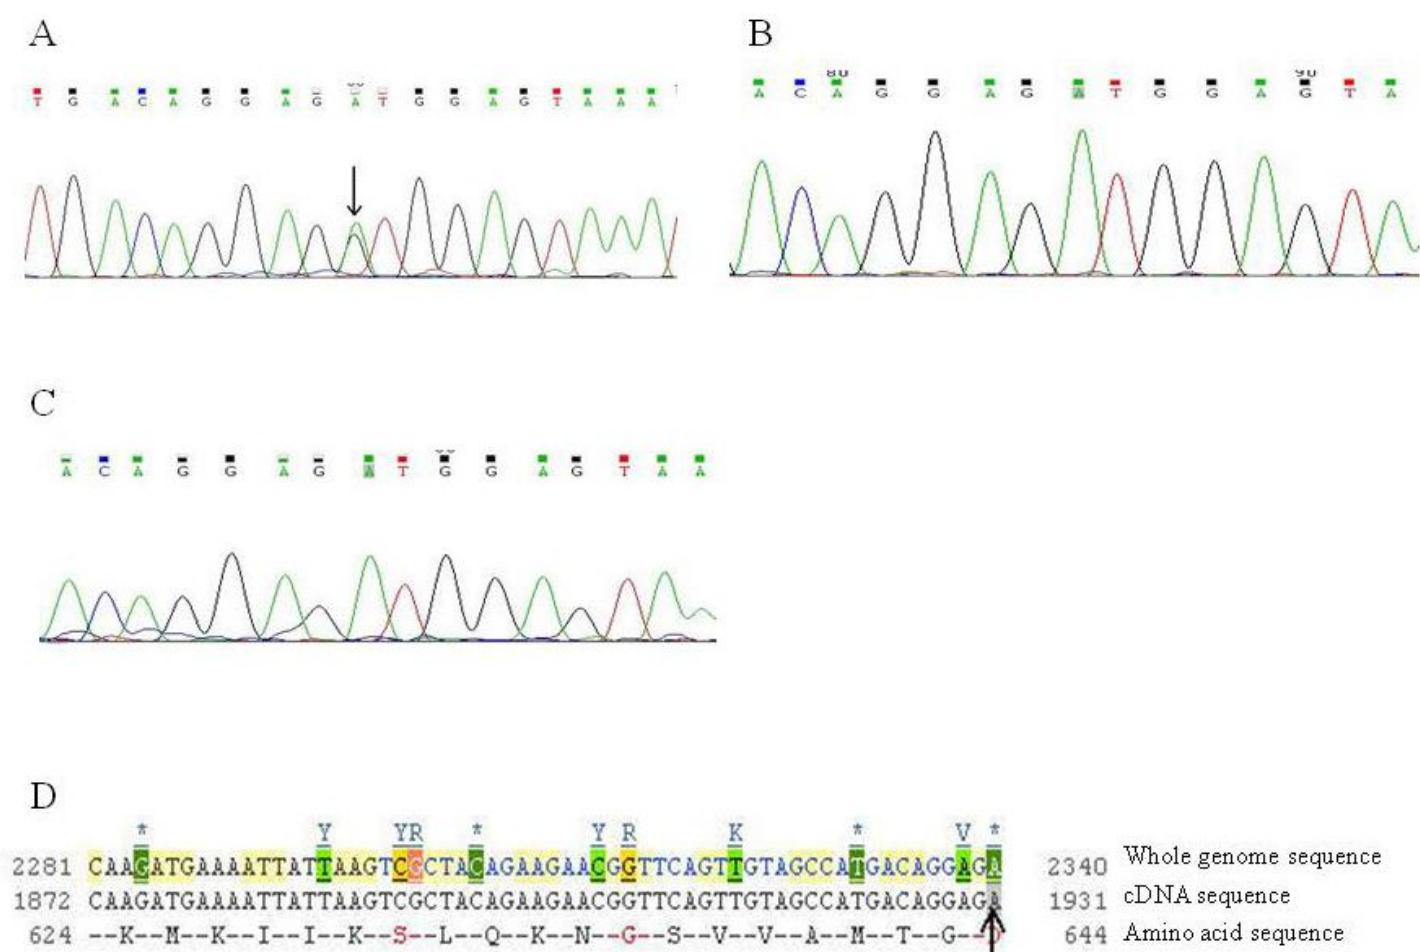 A
T G A C A G G A G A T G G A G T A A A
B
A C A G G A G A T G G A G T A
C
A C A G G A G A T G G A G T A A
D
* Y YR * Y R K * V *
2281 CAAGATGAAAATTATTAAGTCGCTACAGAAGAACGGTTCAGTTGTAGCCATGACAGGAGA 2340 Whole genome sequence
1872 CAAGATGAAAATTATTAAGTCGCTACAGAAGAACGGTTCAGTTGTAGCCATGACAGGAGA 1931 cDNA sequence
624 --K--M--K--I--I--K--S--L--Q--K--N--G--S--V--V--A--M--T--G--D 644 Amino acid sequence